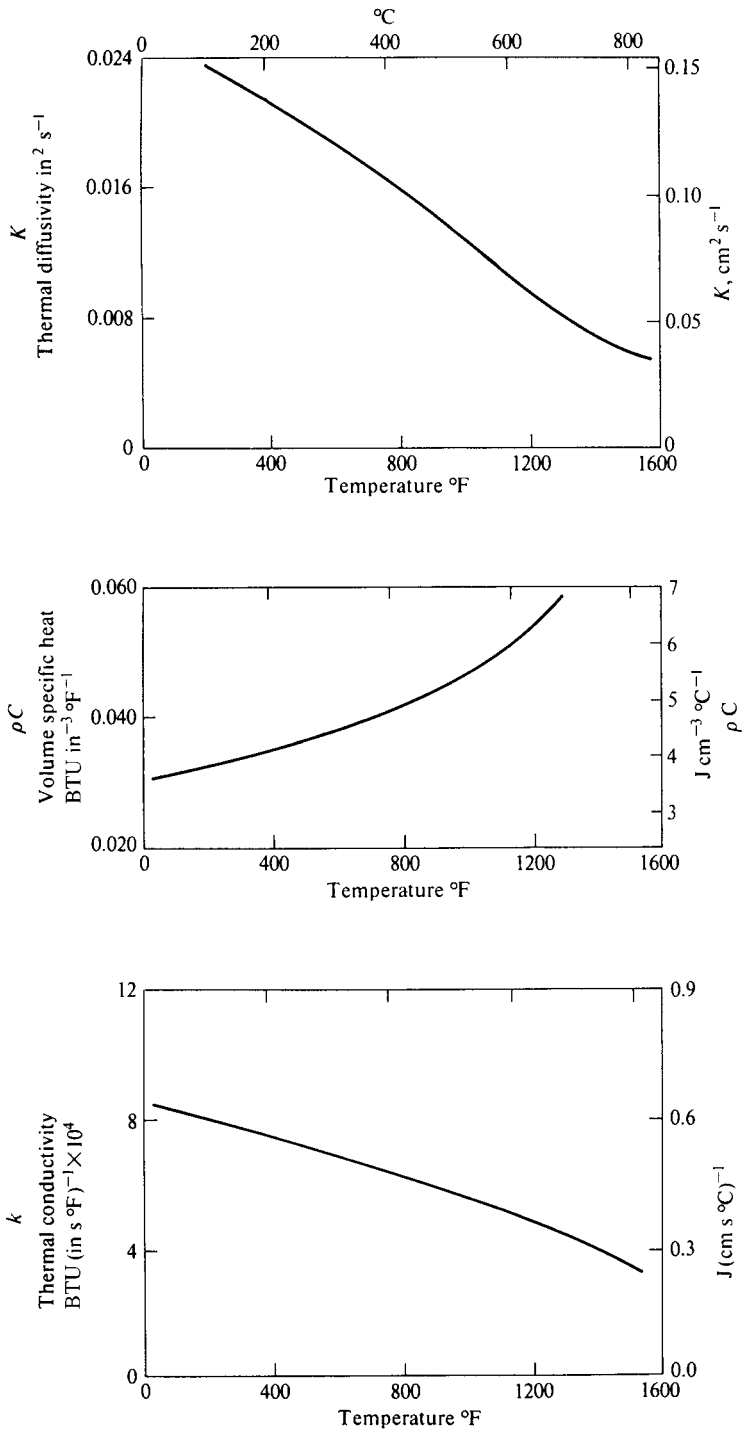 °C
0 200 400 600 800
0.024
0.016
0.008
0
K
Thermal diffusivity in² s⁻¹
0.15
0.10
0.05
0
K, cm² s⁻¹
0 400 800 1200 1600
Temperature °F
0.060
0.040
0.020
ρC
Volume specific heat
BTU in⁻³ °F⁻¹
7
6
5
4
3
J cm⁻³ °C⁻¹
ρC
0 400 800 1200 1600
Temperature °F
12
8
4
0
k
Thermal conductivity
BTU (in s °F)⁻¹ × 10⁴
0.9
0.6
0.3
0.0
J (cm s °C)⁻¹
0 400 800 1200 1600
Temperature °F